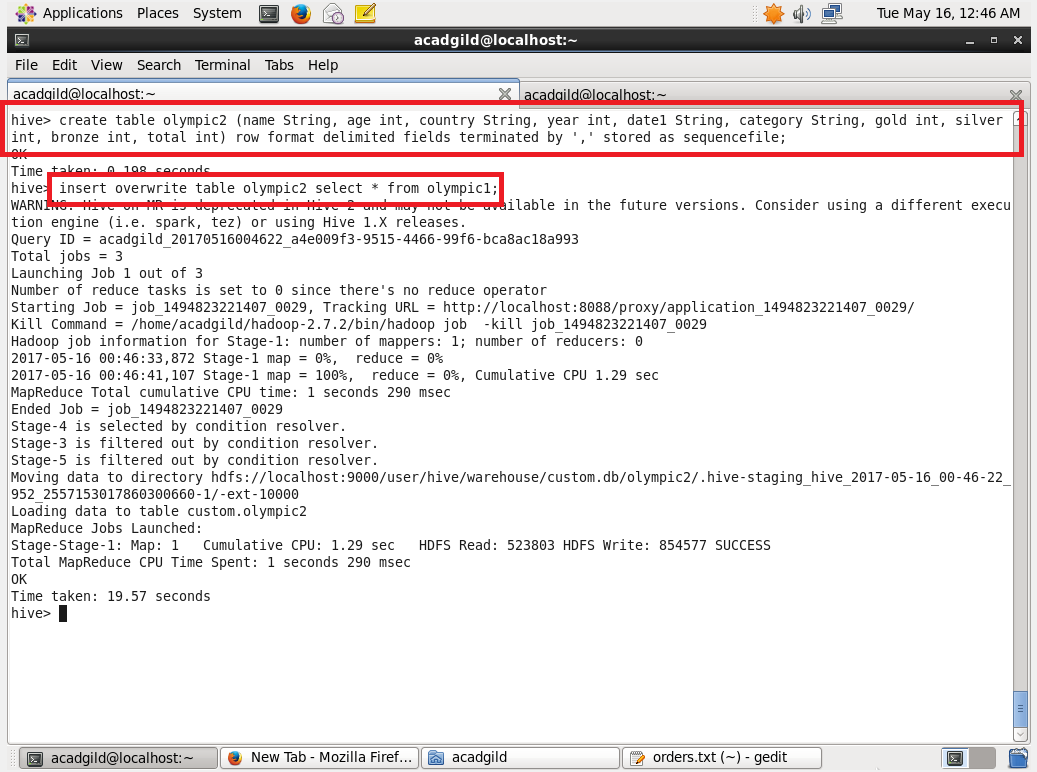 Applications Places System Tue May 16, 12:46 AM
acadgild@localhost:~
File Edit View Search Terminal Tabs Help
acadgild@localhost:~ acadgild@localhost:~
hive> create table olympic2 (name String, age int, country String, year int, date1 String, category String, gold int, silver
int, bronze int, total int) row format delimited fields terminated by ',' stored as sequencefile;
OK
Time taken: 0.198 seconds
hive> insert overwrite table olympic2 select * from olympic1;
WARNING: Hive-on-MR is deprecated in Hive 2 and may not be available in the future versions. Consider using a different execu
tion engine (i.e. spark, tez) or using Hive 1.X releases.
Query ID = acadgild_20170516004622_a4e009f3-9515-4466-99f6-bca8ac18a993
Total jobs = 3
Launching Job 1 out of 3
Number of reduce tasks is set to 0 since there's no reduce operator
Starting Job = job_1494823221407_0029, Tracking URL = http://localhost:8088/proxy/application_1494823221407_0029/
Kill Command = /home/acadgild/hadoop-2.7.2/bin/hadoop job  -kill job_1494823221407_0029
Hadoop job information for Stage-1: number of mappers: 1; number of reducers: 0
2017-05-16 00:46:33,872 Stage-1 map = 0%,  reduce = 0%
2017-05-16 00:46:41,107 Stage-1 map = 100%,  reduce = 0%, Cumulative CPU 1.29 sec
MapReduce Total cumulative CPU time: 1 seconds 290 msec
Ended Job = job_1494823221407_0029
Stage-4 is selected by condition resolver.
Stage-3 is filtered out by condition resolver.
Stage-5 is filtered out by condition resolver.
Moving data to directory hdfs://localhost:9000/user/hive/warehouse/custom.db/olympic2/.hive-staging_hive_2017-05-16_00-46-22_
952_2557153017860300660-1/-ext-10000
Loading data to table custom.olympic2
MapReduce Jobs Launched:
Stage-Stage-1: Map: 1   Cumulative CPU: 1.29 sec   HDFS Read: 523803 HDFS Write: 854577 SUCCESS
Total MapReduce CPU Time Spent: 1 seconds 290 msec
OK
Time taken: 19.57 seconds
hive>
acadgild@localhost:~ New Tab - Mozilla Firef... acadgild orders.txt (~) - gedit